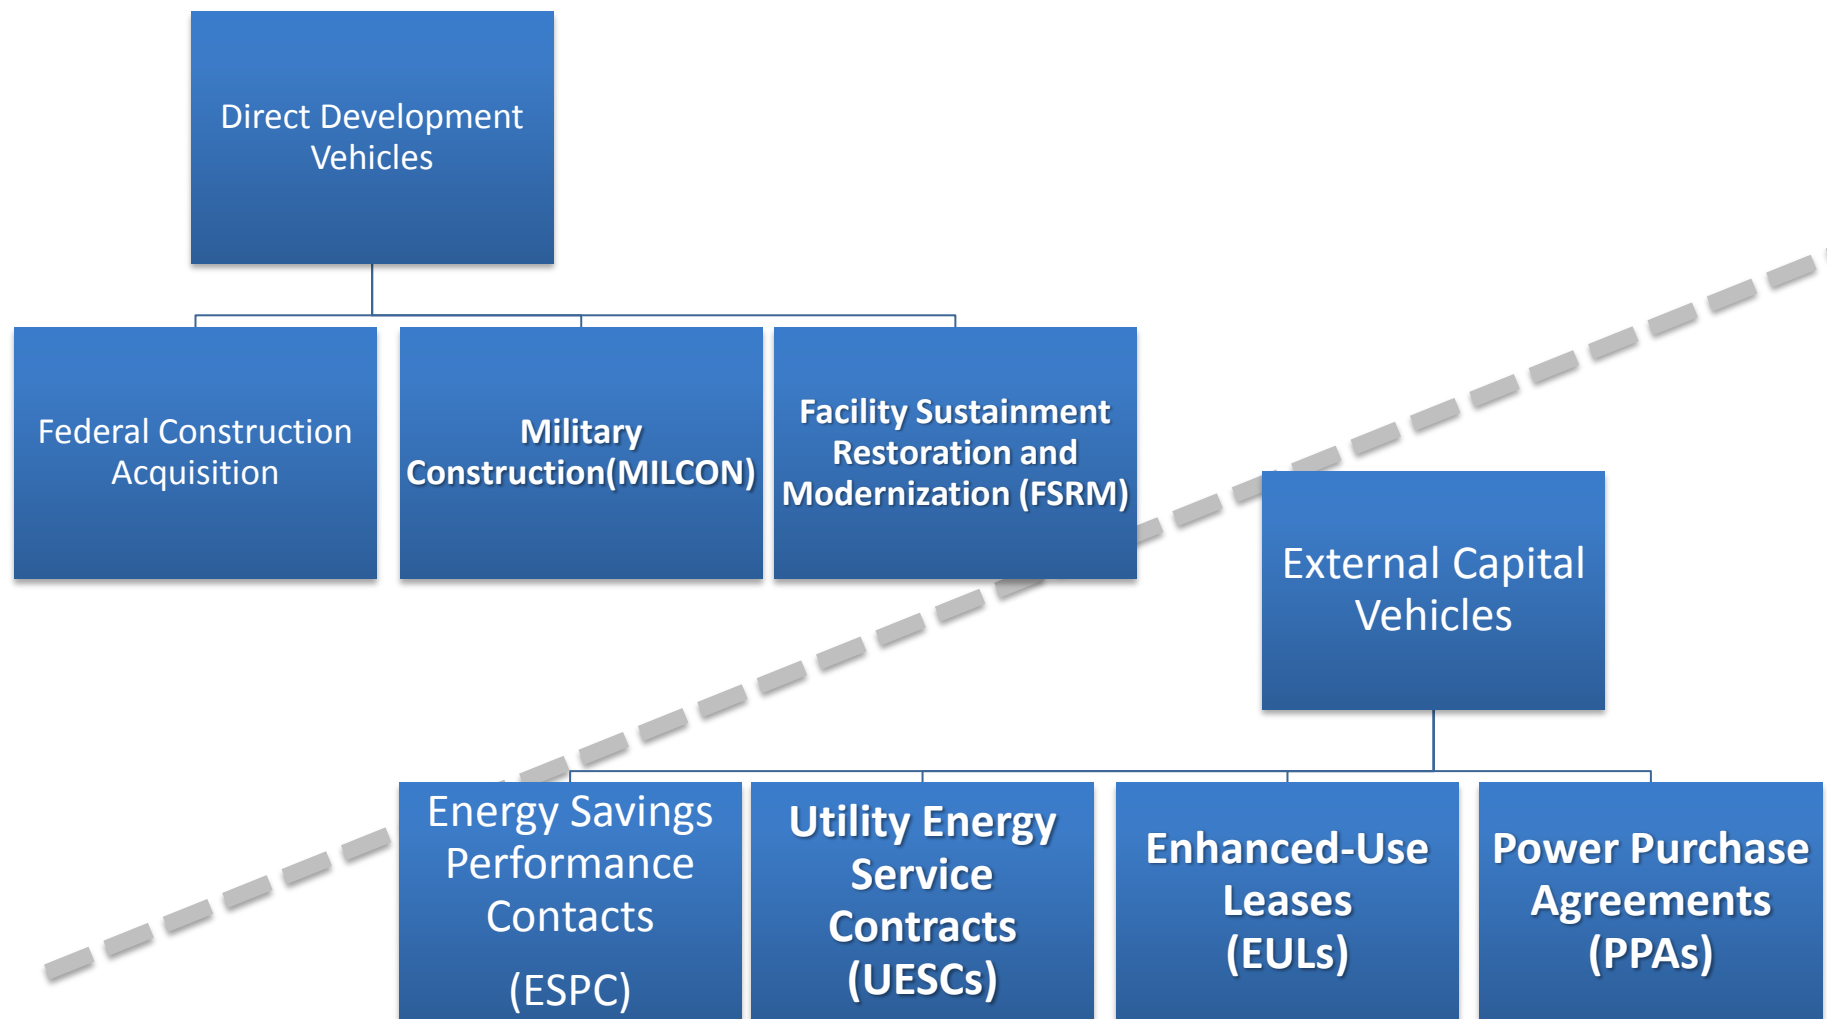 Direct Development
Vehicles
Federal Construction
Acquisition
Military
Construction(MILCON)
Facility Sustainment
Restoration and
Modernization (FSRM)
External Capital
Vehicles
Energy Savings
Performance
Contacts
(ESPC)
Utility Energy
Service
Contracts
(UESCs)
Enhanced-Use
Leases
(EULs)
Power Purchase
Agreements
(PPAs)